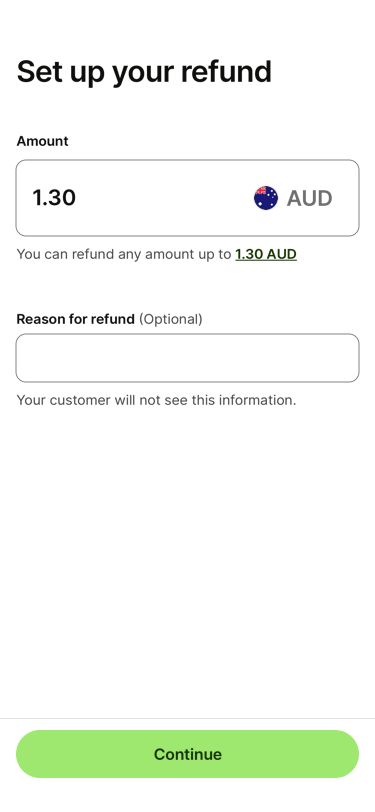 Set up your refund
Amount
1.30 AUD
You can refund any amount up to 1.30 AUD
Reason for refund (Optional)
Your customer will not see this information.
Continue